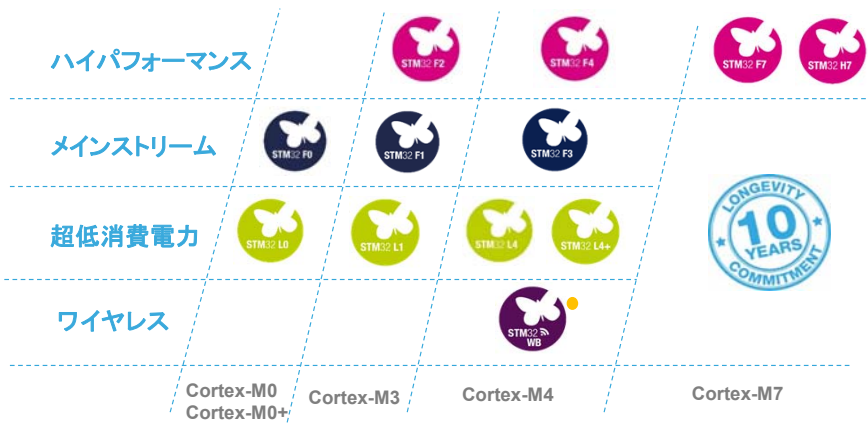 ハイパフォーマンス
STM32 F2
STM32 F4
STM32 F7
STM32 H7
メインストリーム
STM32 F0
STM32 F1
STM32 F3
超低消費電力
STM32 L0
STM32 L1
STM32 L4
STM32 L4+
LONGEVITY
10
YEARS
COMMITMENT
ワイヤレス
STM32
WB
Cortex-M0
Cortex-M0+
Cortex-M3
Cortex-M4
Cortex-M7